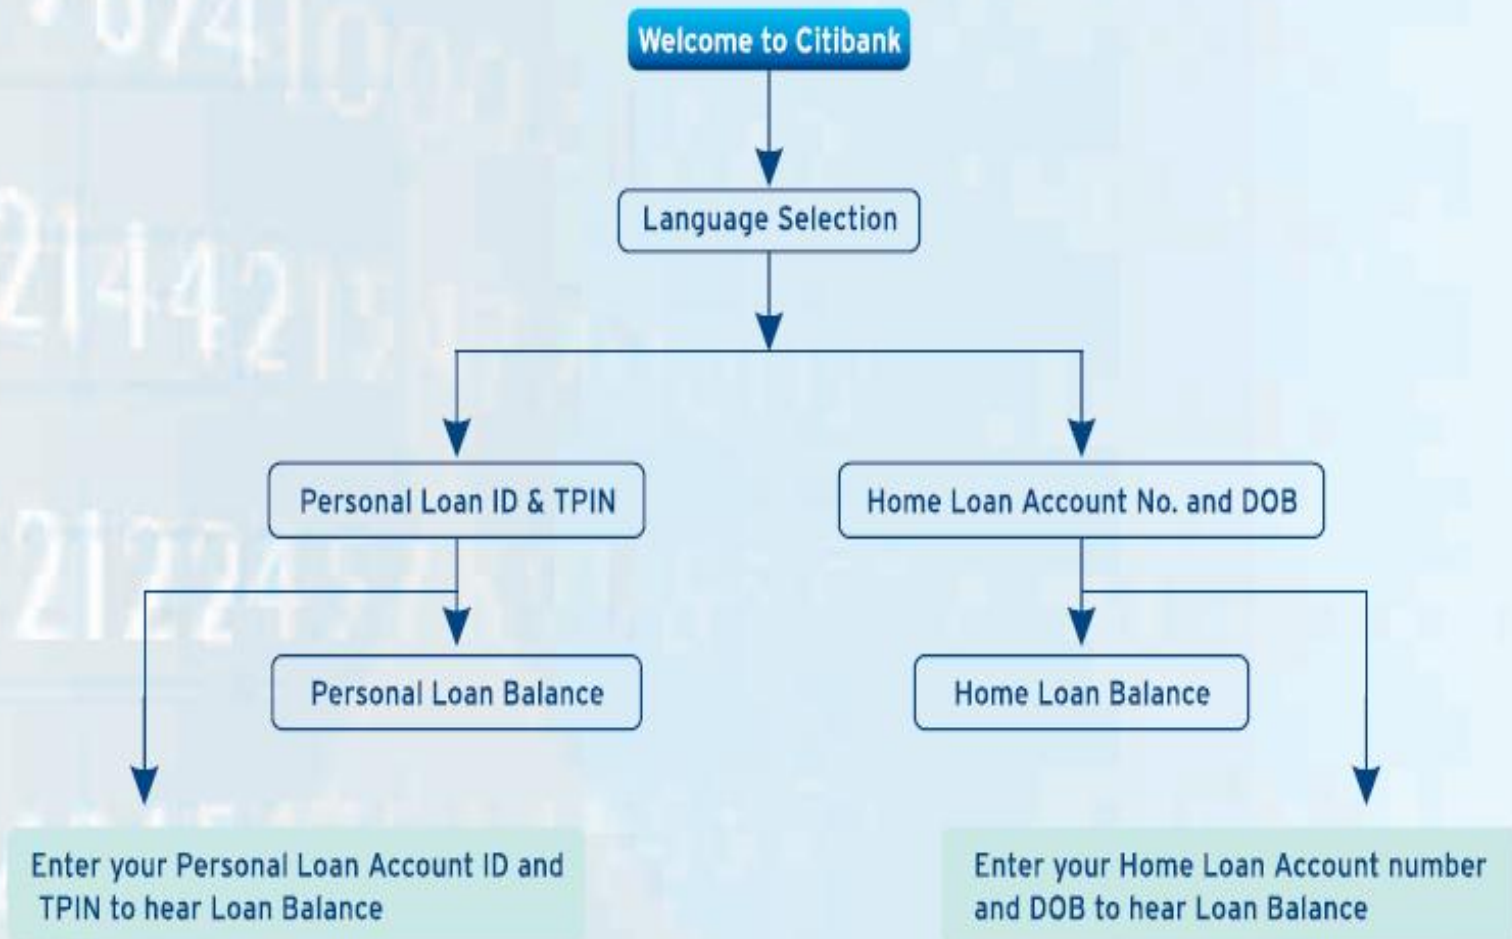 Welcome to Citibank
Language Selection
Personal Loan ID & TPIN
Home Loan Account No. and DOB
Personal Loan Balance
Home Loan Balance
Enter your Personal Loan Account ID and
TPIN to hear Loan Balance
Enter your Home Loan Account number
and DOB to hear Loan Balance